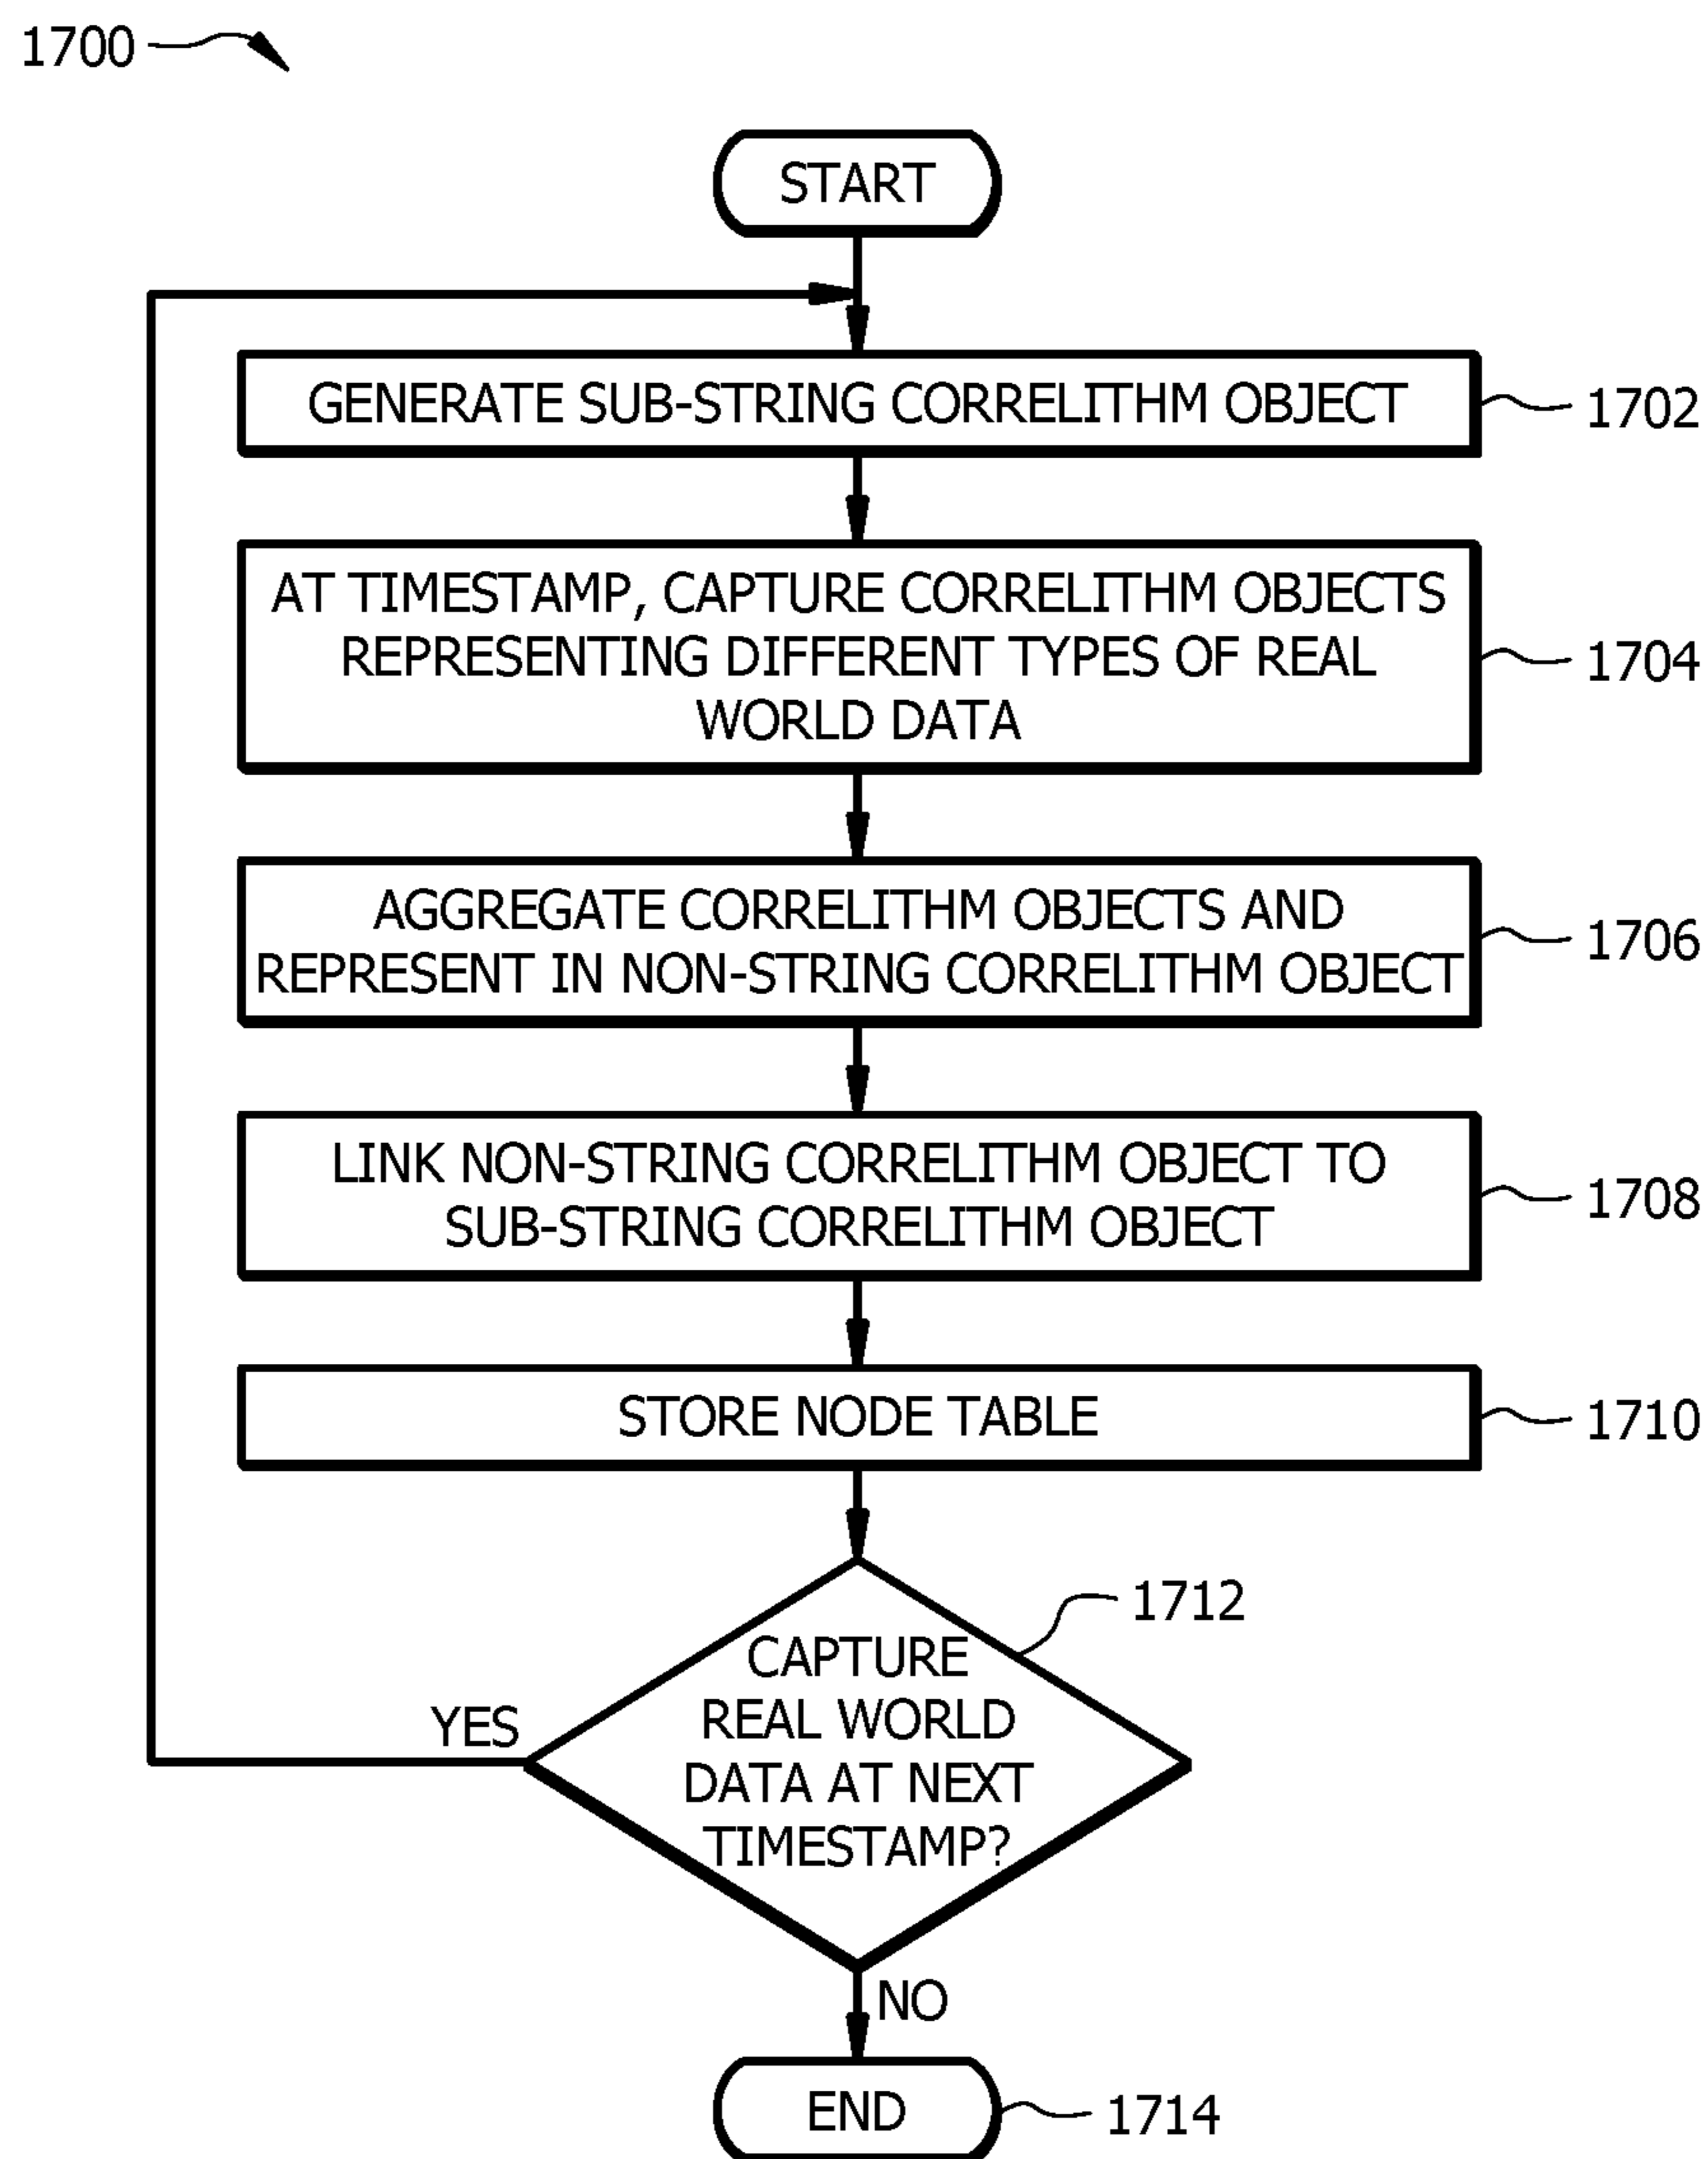 1700
START
GENERATE SUB-STRING CORRELITHM OBJECT
1702
AT TIMESTAMP, CAPTURE CORRELITHM OBJECTS
REPRESENTING DIFFERENT TYPES OF REAL
WORLD DATA
1704
AGGREGATE CORRELITHM OBJECTS AND
REPRESENT IN NON-STRING CORRELITHM OBJECT
1706
LINK NON-STRING CORRELITHM OBJECT TO
SUB-STRING CORRELITHM OBJECT
1708
STORE NODE TABLE
1710
1712
CAPTURE
REAL WORLD
DATA AT NEXT
TIMESTAMP?
YES
NO
END
1714